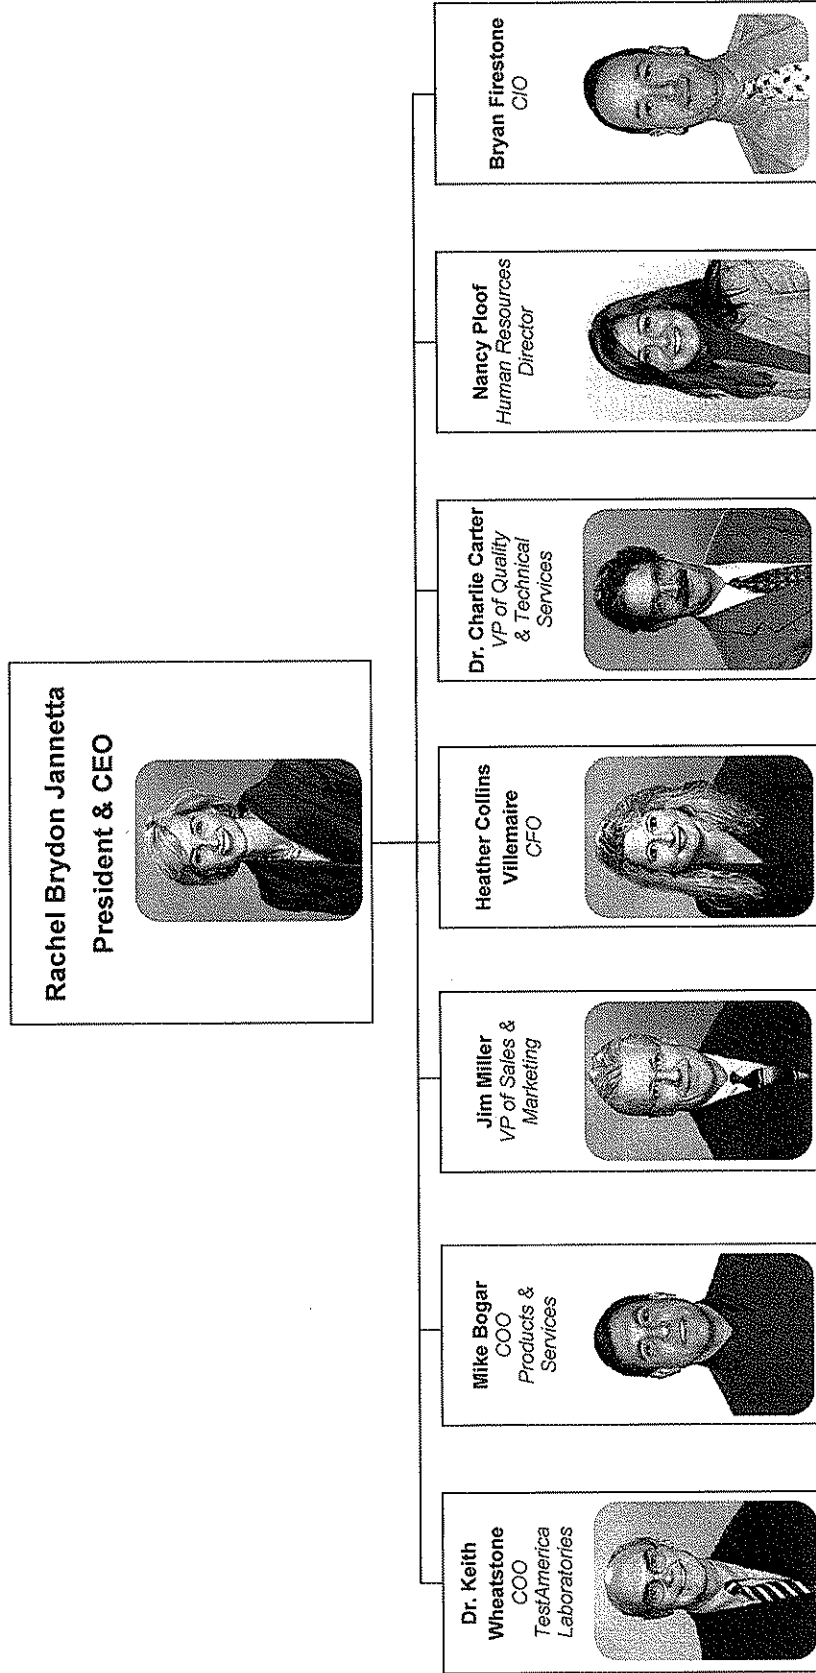 Rachel Brydon Jannetta
President & CEO
Dr. Keith
Wheatstone
COO
TestAmerica
Laboratories
Mike Bogar
COO
Products &
Services
Jim Miller
VP of Sales &
Marketing
Heather Collins
Villemaire
CFO
Dr. Charlie Carter
VP of Quality
& Technical
Services
Nancy Ploof
Human Resources
Director
Bryan Firestone
CIO